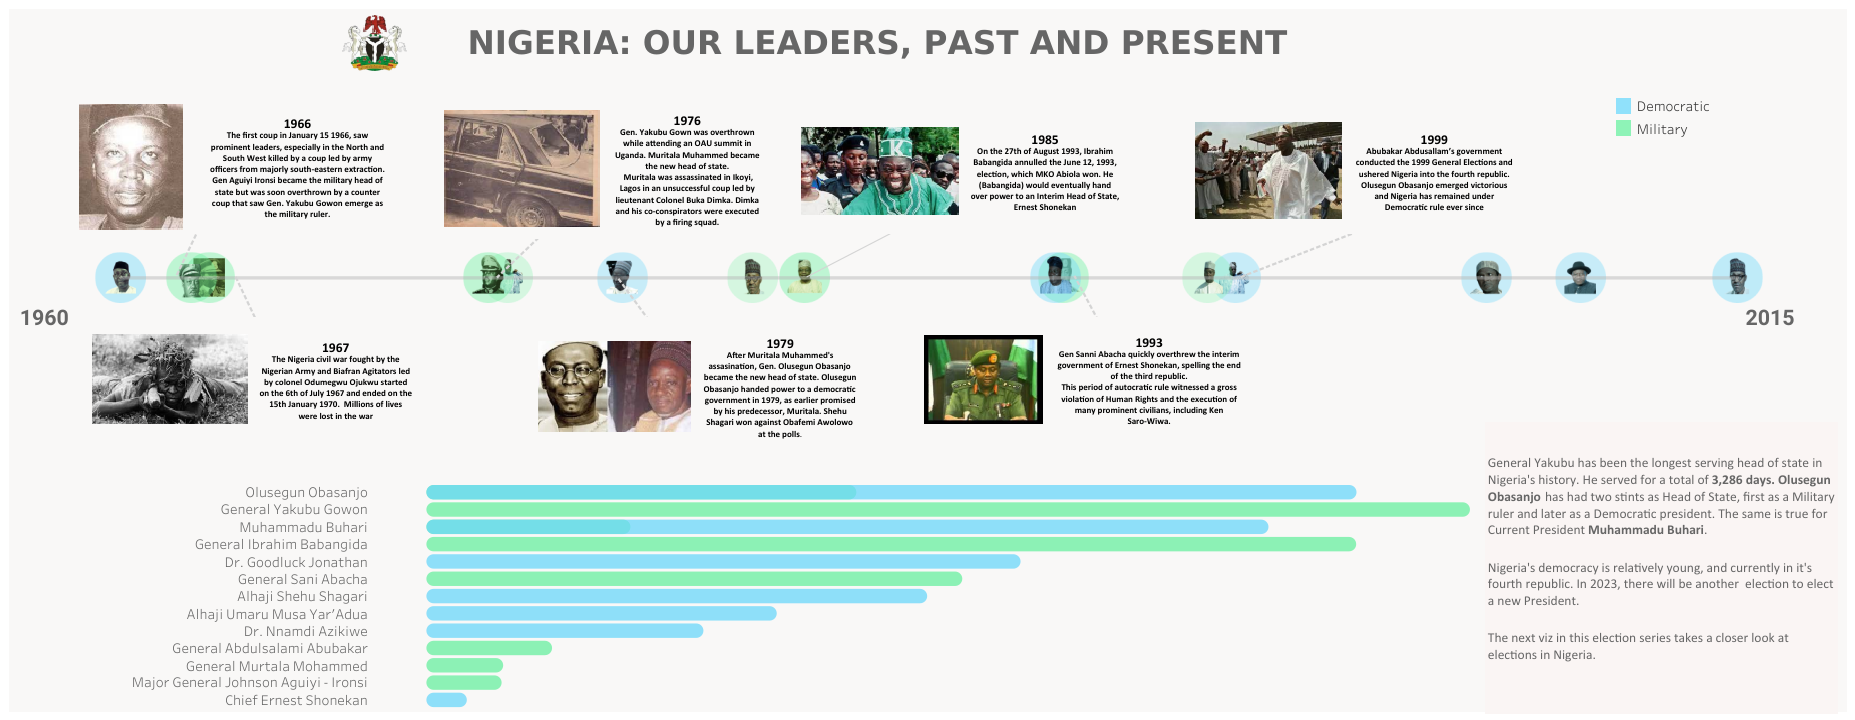 NIGERIA: OUR LEADERS, PAST AND PRESENT
Democratic
Military
1966
The first coup in January 15 1966, saw
prominent leaders, especially in the North and
South West killed by a coup led by army
officers from majorly south-eastern extraction.
Gen Aguiyi Ironsi became the military head of
state but was soon overthrown by a counter
coup that saw Gen. Yakubu Gowon emerge as
the military ruler.
1976
Gen. Yakubu Gown was overthrown
while attending an OAU summit in
Uganda. Muritala Muhammed became
the new head of state.
Muritala was assassinated in Ikoyi,
Lagos in an unsuccessful coup led by
lieutenant Colonel Buka Dimka. Dimka
and his co-conspirators were executed
by a firing squad.
1985
On the 27th of August 1993, Ibrahim
Babangida annulled the June 12, 1993,
election, which MKO Abiola won. He
(Babangida) would eventually hand
over power to an Interim Head of State,
Ernest Shonekan
1999
Abubakar Abdusallam's government
conducted the 1999 General Elections and
ushered Nigeria into the fourth republic.
Olusegun Obasanjo emerged victorious
and Nigeria has remained under
Democratic rule ever since
1960
2015
1967
The Nigeria civil war fought by the
Nigerian Army and Biafran Agitators led
by colonel Odumegwu Ojukwu started
on the 6th of July 1967 and ended on the
15th January 1970. Millions of lives
were lost in the war
1979
After Muritala Muhammed's
assassination, Gen. Olusegun Obasanjo
became the new head of state. Olusegun
Obasanjo handed power to a democratic
government in 1979, as earlier promised
by his predecessor, Muritala. Shehu
Shagari won against Obafemi Awolowo
at the polls.
1993
Gen Sanni Abacha quickly overthrew the interim
government of Ernest Shonekan, spelling the end
of the third republic.
This period of autocratic rule witnessed a gross
violation of Human Rights and the execution of
many prominent civilians, including Ken
Saro-Wiwa.
Olusegun Obasanjo
General Yakubu Gowon
Muhammadu Buhari
General Ibrahim Babangida
Dr. Goodluck Jonathan
General Sani Abacha
Alhaji Shehu Shagari
Alhaji Umaru Musa Yar’Adua
Dr. Nnamdi Azikiwe
General Abdulsalami Abubakar
General Murtala Mohammed
Major General Johnson Aguiyi - Ironsi
Chief Ernest Shonekan
General Yakubu has been the longest serving head of state in
Nigeria's history. He served for a total of 3,286 days. Olusegun
Obasanjo has had two stints as Head of State, first as a Military
ruler and later as a Democratic president. The same is true for
Current President Muhammadu Buhari.
Nigeria's democracy is relatively young, and currently in it's
fourth republic. In 2023, there will be another election to elect
a new President.
The next viz in this election series takes a closer look at
elections in Nigeria.